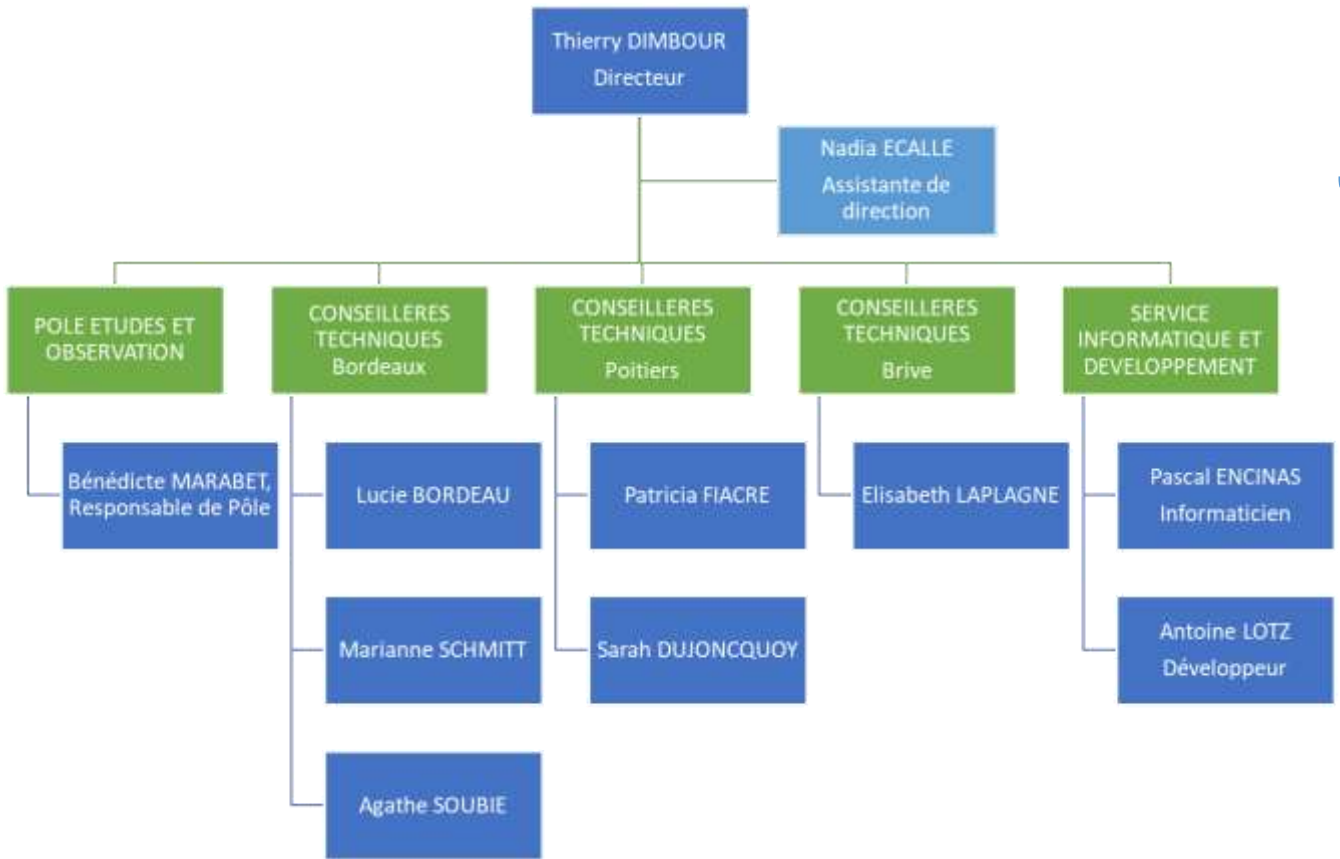 Thierry DIMBOUR
Directeur
Nadia ECALLE
Assistante de
direction
POLE ETUDES ET
OBSERVATION
CONSEILLERES
TECHNIQUES
Bordeaux
CONSEILLERES
TECHNIQUES
Poitiers
CONSEILLERES
TECHNIQUES
Brive
SERVICE
INFORMATIQUE ET
DEVELOPPEMENT
Bénédicte MARABET,
Responsable de Pôle
Lucie BORDEAU
Patricia FIACRE
Elisabeth LAPLAGNE
Pascal ENCINAS
Informaticien
Marianne SCHMITT
Sarah DUJONCQUOY
Antoine LOTZ
Développeur
Agathe SOUBIE